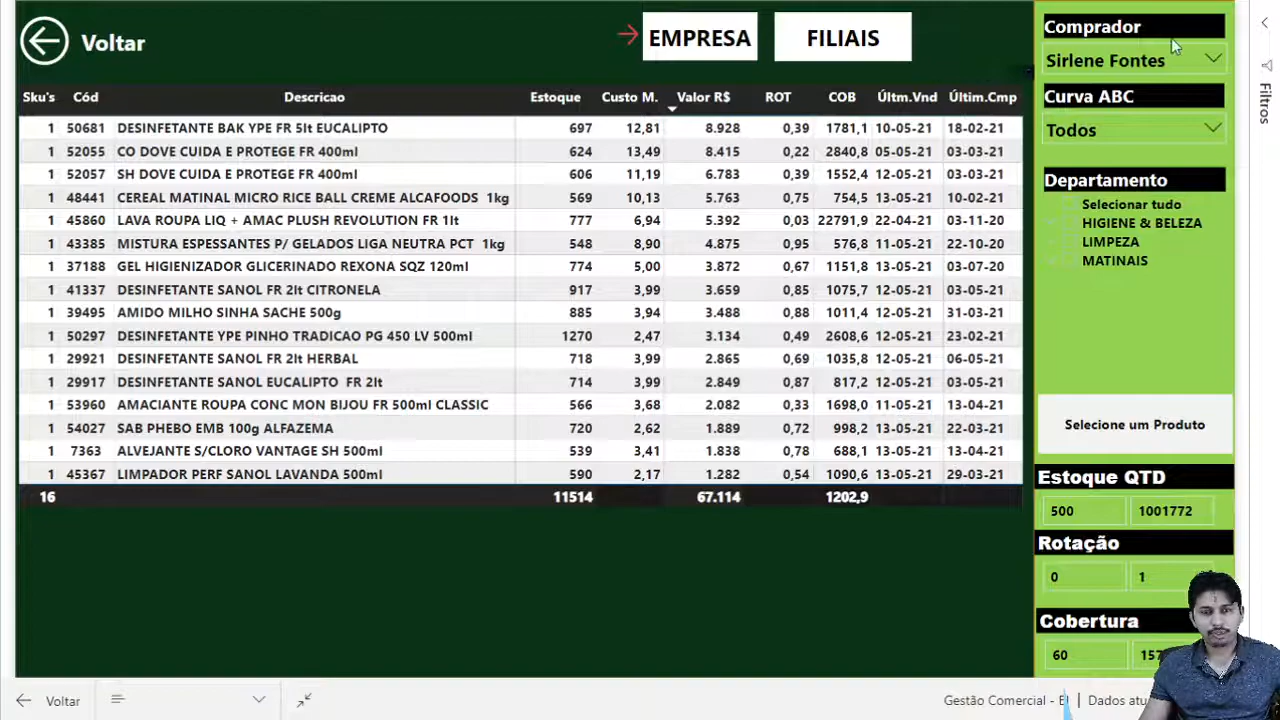 Voltar
EMPRESA
FILIAIS
Sku's Cód Descricao Estoque Custo M. Valor R$ ROT COB Últm.Vnd Últim.Cmp
1 50681 DESINFETANTE BAK YPE FR 5lt EUCALIPTO 697 12,81 8.928 0,39 1781,1 10-05-21 18-02-21
1 52055 CO DOVE CUIDA E PROTEGE FR 400ml 624 13,49 8.415 0,22 2840,8 05-05-21 03-03-21
1 52057 SH DOVE CUIDA E PROTEGE FR 400ml 606 11,19 6.783 0,39 1552,4 12-05-21 03-03-21
1 48441 CEREAL MATINAL MICRO RICE BALL CREME ALCAFOODS 1kg 569 10,13 5.763 0,75 754,5 13-05-21 10-02-21
1 45860 LAVA ROUPA LIQ + AMAC PLUSH REVOLUTION FR 1lt 777 6,94 5.392 0,03 22791,9 22-04-21 03-11-20
1 43385 MISTURA ESPESSANTES P/ GELADOS LIGA NEUTRA PCT 1kg 548 8,90 4.875 0,95 576,8 11-05-21 22-10-20
1 37188 GEL HIGIENIZADOR GLICERINADO REXONA SQZ 120ml 774 5,00 3.872 0,67 1151,8 13-05-21 03-07-20
1 41337 DESINFETANTE SANOL FR 2lt CITRONELA 917 3,99 3.659 0,85 1075,7 12-05-21 03-05-21
1 39495 AMIDO MILHO SINHA SACHE 500g 885 3,94 3.488 0,88 1011,4 12-05-21 31-03-21
1 50297 DESINFETANTE YPE PINHO TRADICAO PG 450 LV 500ml 1270 2,47 3.134 0,49 2608,6 12-05-21 23-02-21
1 29921 DESINFETANTE SANOL FR 2lt HERBAL 718 3,99 2.865 0,69 1035,8 12-05-21 06-05-21
1 29917 DESINFETANTE SANOL EUCALIPTO FR 2lt 714 3,99 2.849 0,87 817,2 12-05-21 03-05-21
1 53960 AMACIANTE ROUPA CONC MON BIJOU FR 500ml CLASSIC 566 3,68 2.082 0,33 1698,0 11-05-21 13-04-21
1 54027 SAB PHEBO EMB 100g ALFAZEMA 720 2,62 1.889 0,72 998,2 13-05-21 22-03-21
1 7363 ALVEJANTE S/CLORO VANTAGE SH 500ml 539 3,41 1.838 0,78 688,1 13-05-21 13-04-21
1 45367 LIMPADOR PERF SANOL LAVANDA 500ml 590 2,17 1.282 0,54 1090,6 13-05-21 29-03-21
16 11514 67.114 1202,9
Comprador
Sirlene Fontes
Curva ABC
Todos
Departamento
Selecionar tudo
HIGIENE & BELEZA
LIMPEZA
MATINAIS
Selecione um Produto
Estoque QTD
500 1001772
Rotação
0 1
Cobertura
60
Filtros
Voltar
Gestão Comercial - | Dados